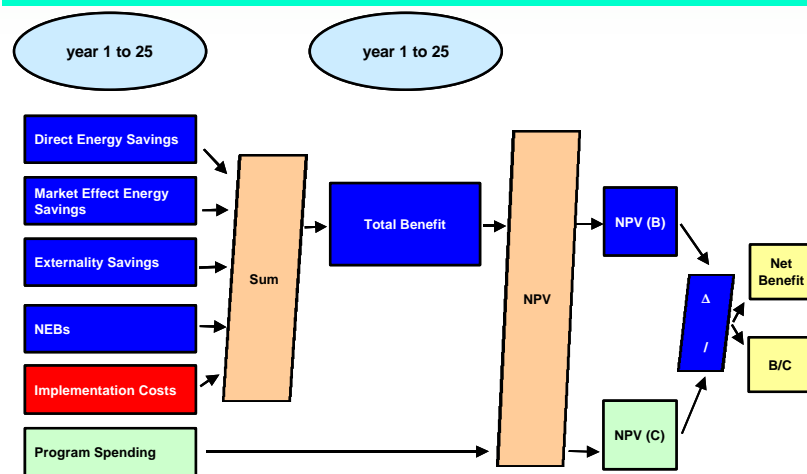 year 1 to 25
year 1 to 25
Direct Energy Savings
Market Effect Energy
Savings
Externality Savings
NEBs
Implementation Costs
Program Spending
Sum
Total Benefit
NPV
NPV (B)
NPV (C)
Δ
/
Net
Benefit
B/C